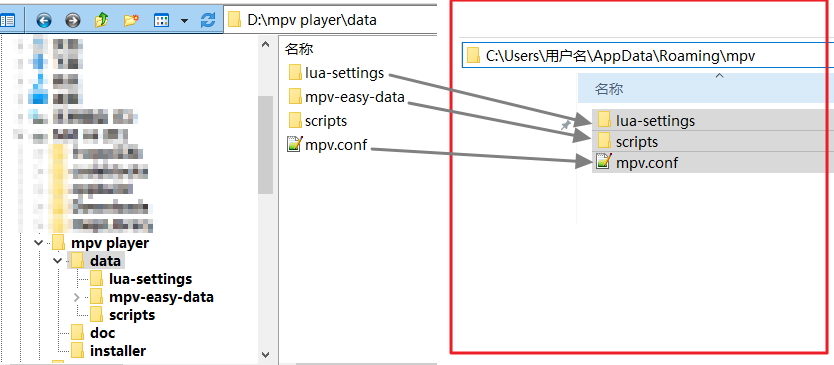 D:\mpv player\data
名称
lua-settings
mpv-easy-data
scripts
mpv.conf
mpv player
data
lua-settings
mpv-easy-data
scripts
doc
installer
C:\Users\用户名\AppData\Roaming\mpv
名称
lua-settings
scripts
mpv.conf